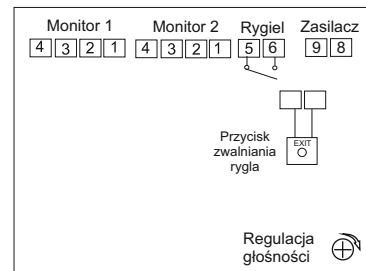 Monitor 1 Monitor 2 Rygiel Zasilacz
4 3 2 1 4 3 2 1 5 6 9 8
Przycisk
zwalniania
rygla
EXIT
Regulacja
głośności